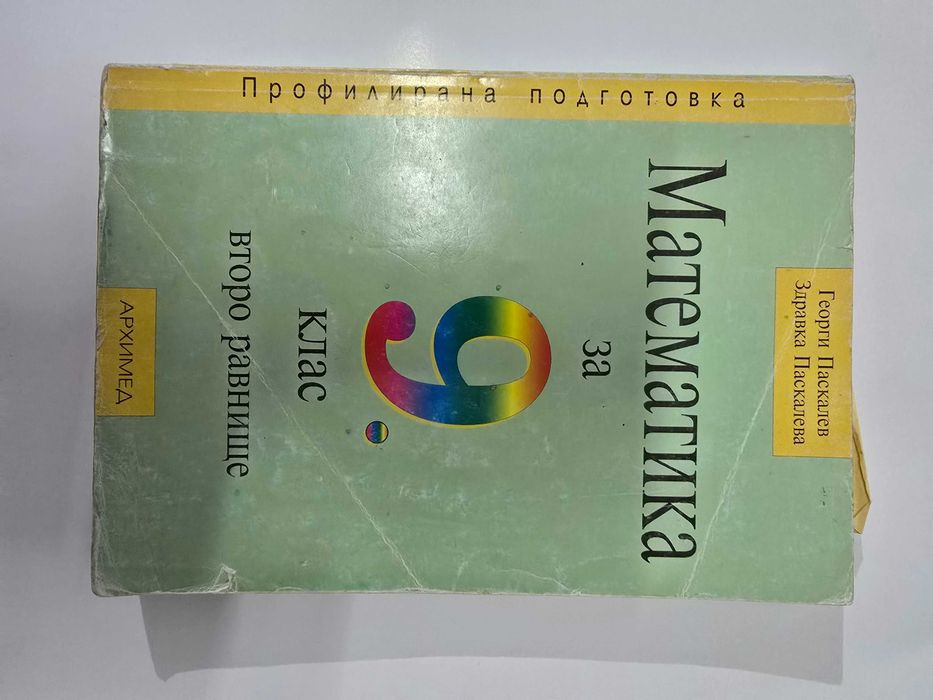 Георги Паскалев
Здравка Паскалева
Математика
за
9.
клас
второ равнище
АРХИМЕД
Профилирана подготовка